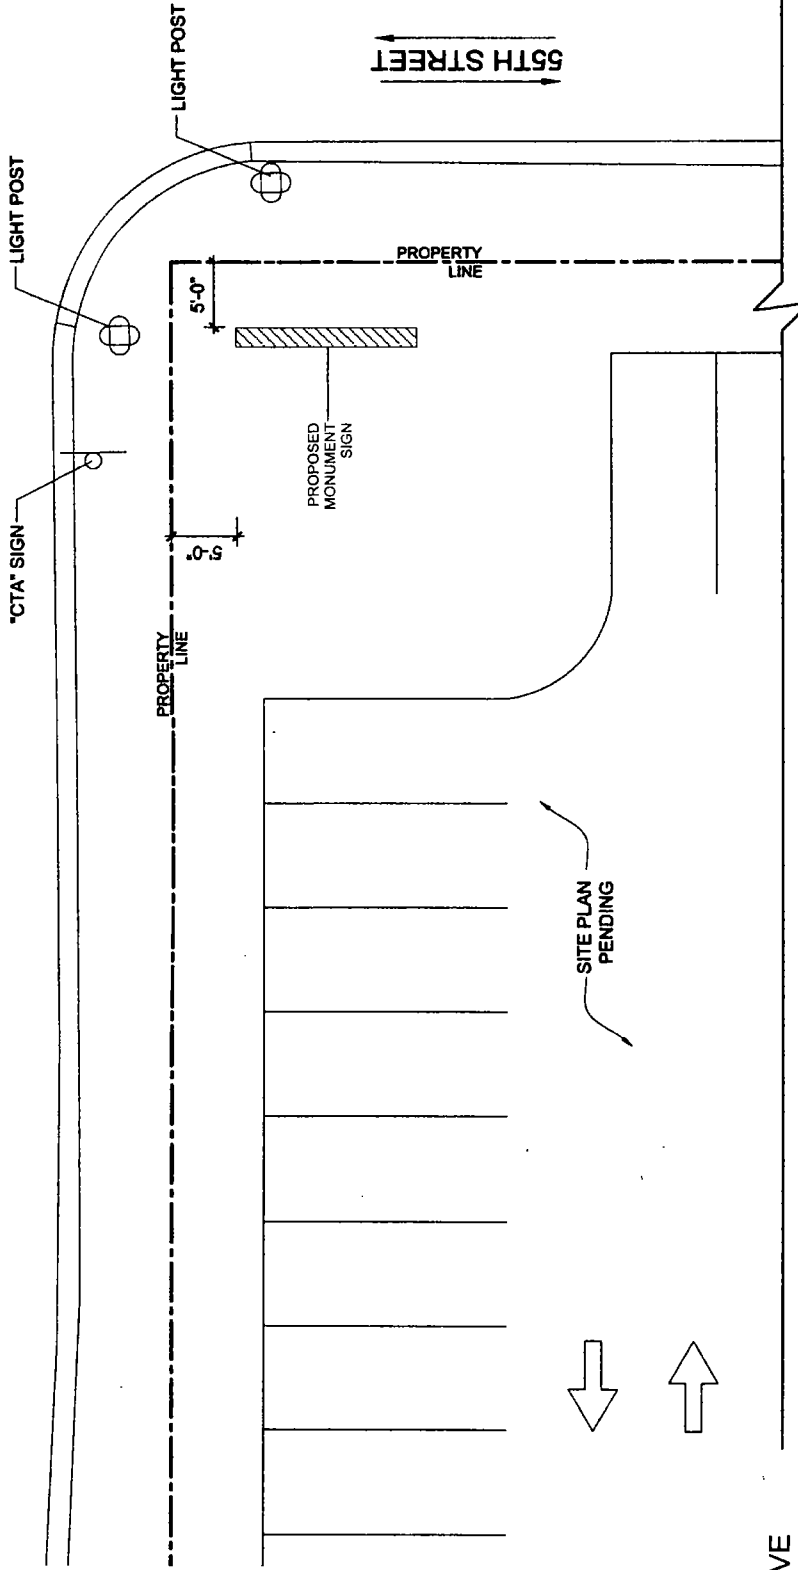 LIGHT POST
LIGHT POST
55TH STREET
"CTA" SIGN
PROPERTY
LINE
5'-0"
PROPOSED
MONUMENT
SIGN
5'-0"
PROPERTY
LINE
SITE PLAN
PENDING
VE